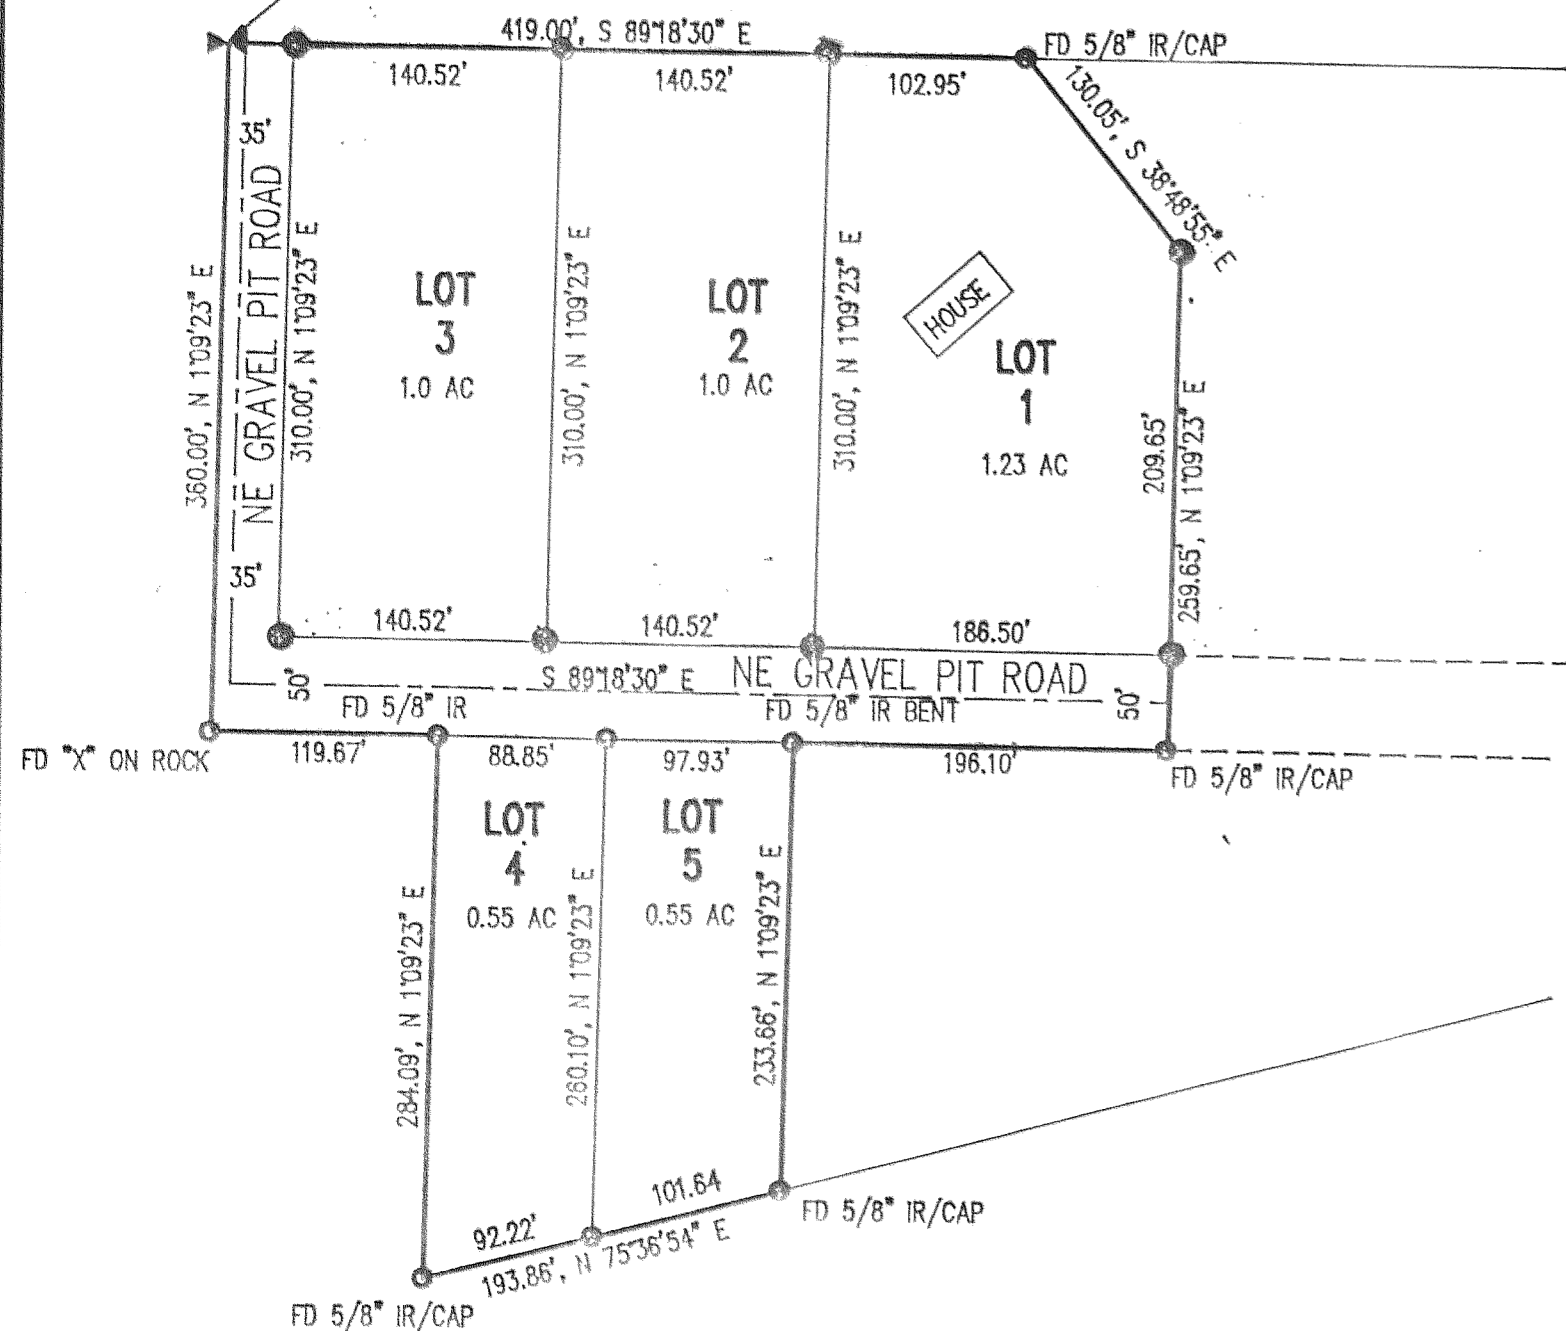 419.00', S 89°18'30" E
FD 5/8" IR/CAP
140.52'
140.52'
102.95'
130.05', S 38°48'55" E
35'
NE GRAVEL PIT ROAD
360.00', N 1°09'23" E
310.00', N 1°09'23" E
310.00', N 1°09'23" E
310.00', N 1°09'23" E
LOT
3
1.0 AC
LOT
2
1.0 AC
HOUSE
LOT
1
1.23 AC
209.65'
259.65', N 1°09'23" E
35'
140.52'
140.52'
186.50'
50'
S 89°18'30" E
NE GRAVEL PIT ROAD
50'
FD 5/8" IR
FD 5/8" IR BENT
FD "X" ON ROCK
119.67'
88.85'
97.93'
196.10'
FD 5/8" IR/CAP
LOT
4
0.55 AC
LOT
5
0.55 AC
284.09', N 1°09'23" E
260.10', N 1°09'23" E
233.66', N 1°09'23" E
92.22'
101.64
193.86', N 75°36'54" E
FD 5/8" IR/CAP
FD 5/8" IR/CAP